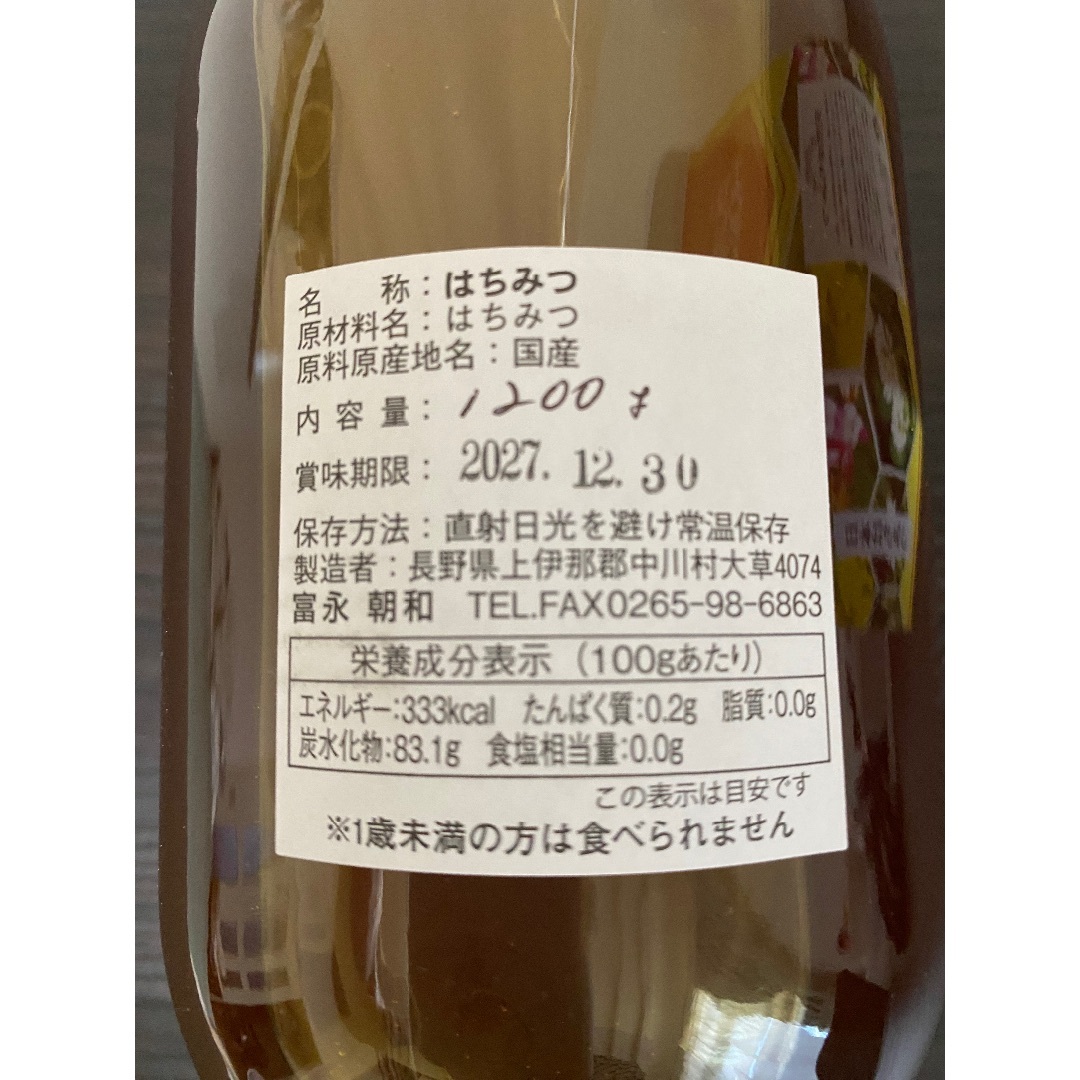 名　　称：はちみつ
原材料名：はちみつ
原料原産地名：国産
内 容 量：1200g
賞味期限：2027.12.30
保存方法：直射日光を避け常温保存
製造者：長野県上伊那郡中川村大草4074
富永 朝和　TEL.FAX0265-98-6863
栄養成分表示（100gあたり）
エネルギー:333kcal　たんぱく質:0.2g　脂質:0.0g
炭水化物:83.1g　食塩相当量:0.0g
この表示は目安です
※1歳未満の方は食べられません